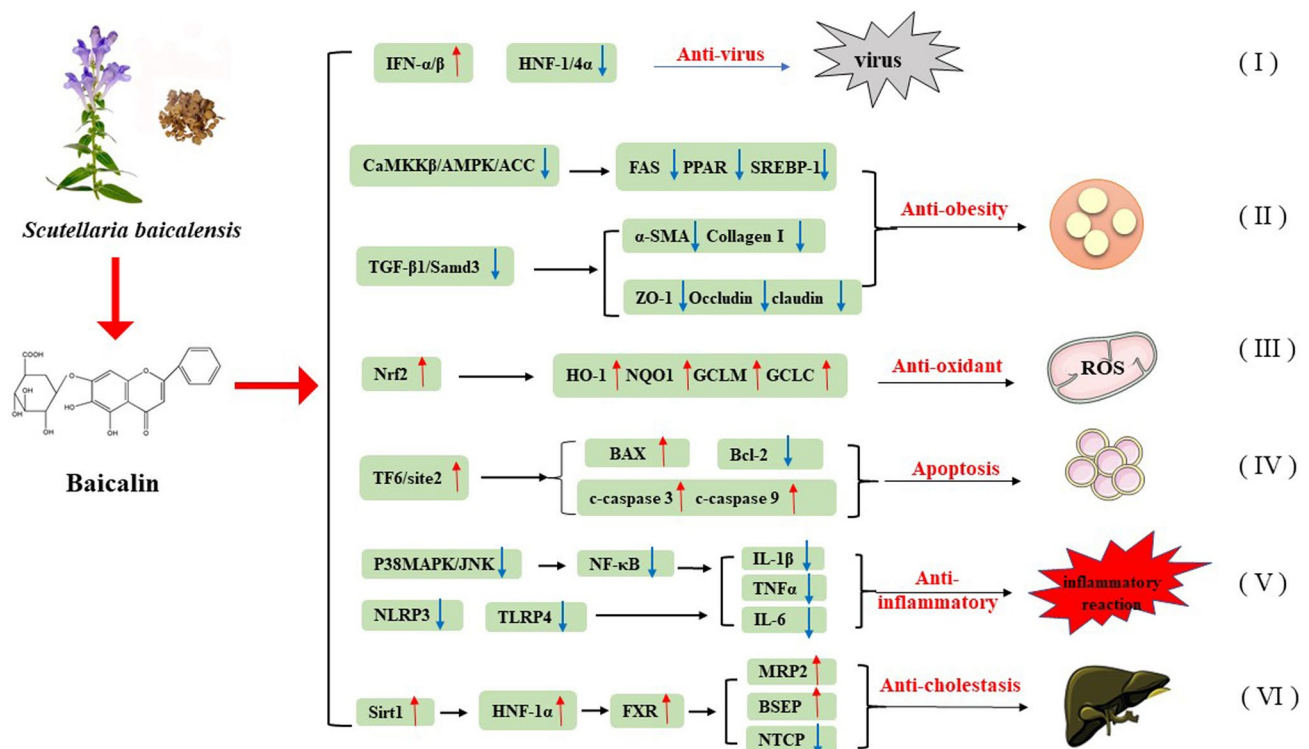 IFN-α/β HNF-1/4α Anti-virus virus ( I )
CaMKKβ/AMPK/ACC FAS PPAR SREBP-1
Scutellaria baicalensis
Anti-obesity ( II )
α-SMA Collagen I
TGF-β1/Samd3
ZO-1 Occludin claudin
Nrf2 HO-1 NQO1 GCLM GCLC Anti-oxidant ROS ( III )
COOH
O
O
HO
OH
OH
OH
OH
O
Baicalin
TF6/site2 BAX Bcl-2 Apoptosis ( IV )
c-caspase 3 c-caspase 9
P38MAPK/JNK NF-κB IL-1β
TNFα
IL-6
NLRP3 TLRP4
Anti-
inflammatory
inflammatory
reaction
( V )
Sirt1 HNF-1α FXR MRP2
BSEP
NTCP
Anti-cholestasis ( VI )